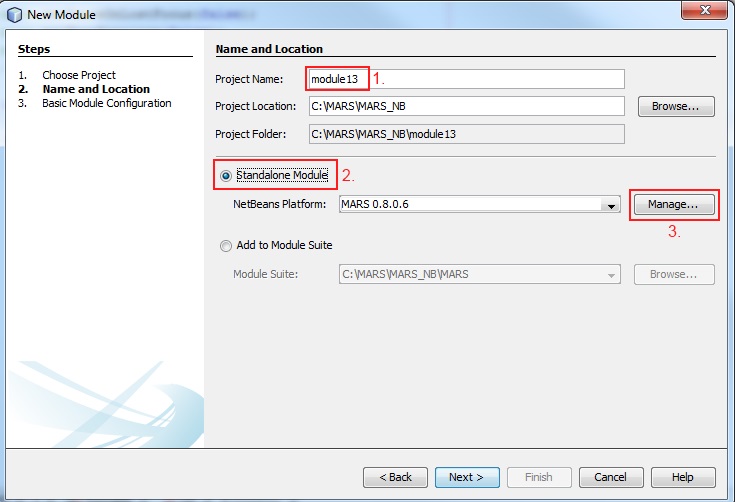 New Module
Steps
1. Choose Project
2. Name and Location
3. Basic Module Configuration
Name and Location
Project Name: module13 1.
Project Location: C:\MARS\MARS_NB Browse...
Project Folder: C:\MARS\MARS_NB\module13
Standalone Module 2.
NetBeans Platform: MARS 0.8.0.6 Manage...
3.
Add to Module Suite
Module Suite: C:\MARS\MARS_NB\MARS Browse...
< Back Next > Finish Cancel Help